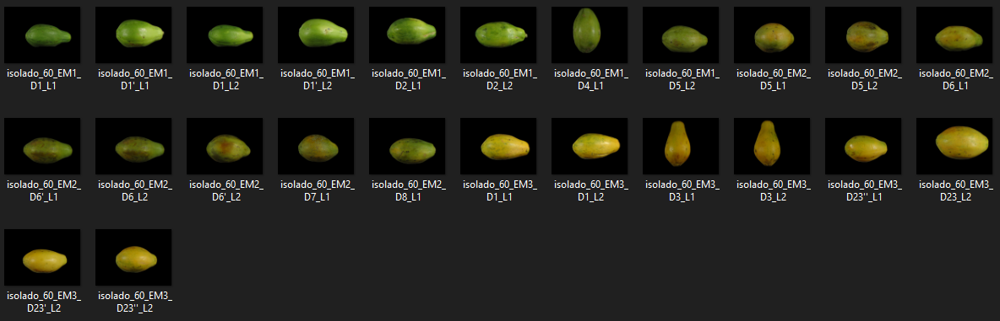 isolado_60_EM1_
D1_L1
isolado_60_EM1_
D1'_L1
isolado_60_EM1_
D1_L2
isolado_60_EM1_
D1'_L2
isolado_60_EM1_
D2_L1
isolado_60_EM1_
D2_L2
isolado_60_EM1_
D4_L1
isolado_60_EM1_
D5_L2
isolado_60_EM2_
D5_L1
isolado_60_EM2_
D5_L2
isolado_60_EM2_
D6_L1
isolado_60_EM2_
D6'_L1
isolado_60_EM2_
D6_L2
isolado_60_EM2_
D6'_L2
isolado_60_EM2_
D7_L1
isolado_60_EM2_
D8_L1
isolado_60_EM3_
D1_L1
isolado_60_EM3_
D1_L2
isolado_60_EM3_
D3_L1
isolado_60_EM3_
D3_L2
isolado_60_EM3_
D23''_L1
isolado_60_EM3_
D23_L2
isolado_60_EM3_
D23'_L2
isolado_60_EM3_
D23''_L2